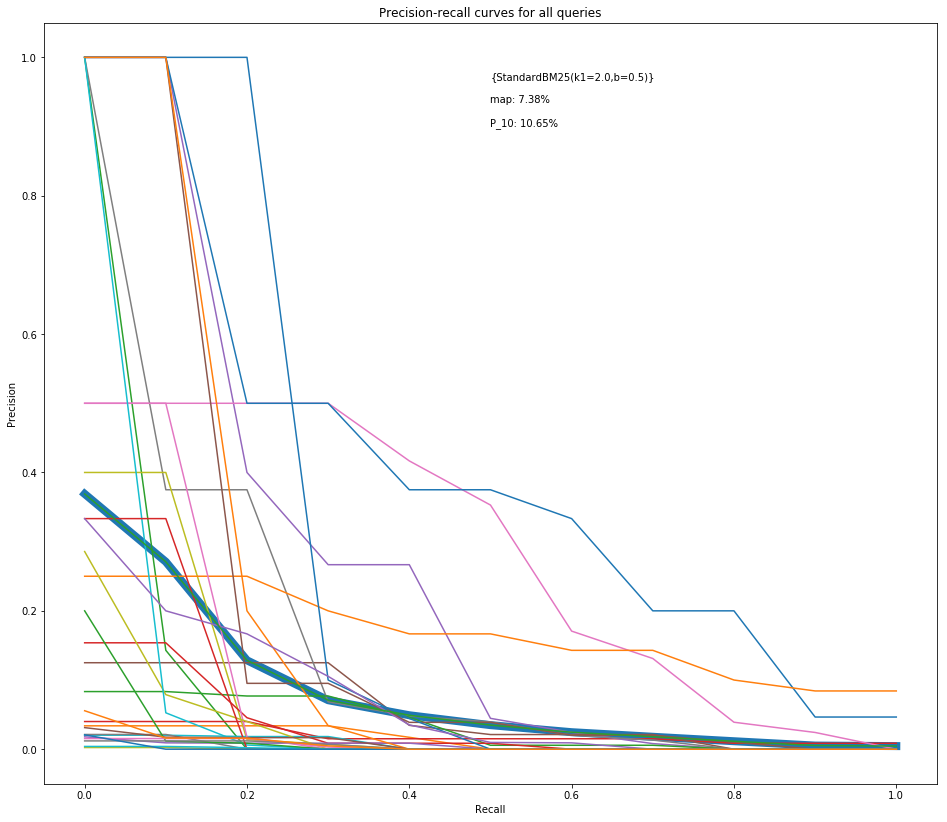 Precision-recall curves for all queries
{StandardBM25(k1=2.0,b=0.5)}
map: 7.38%
P_10: 10.65%
1.0
0.8
0.6
0.4
0.2
0.0
Precision
0.0 0.2 0.4 0.6 0.8 1.0
Recall